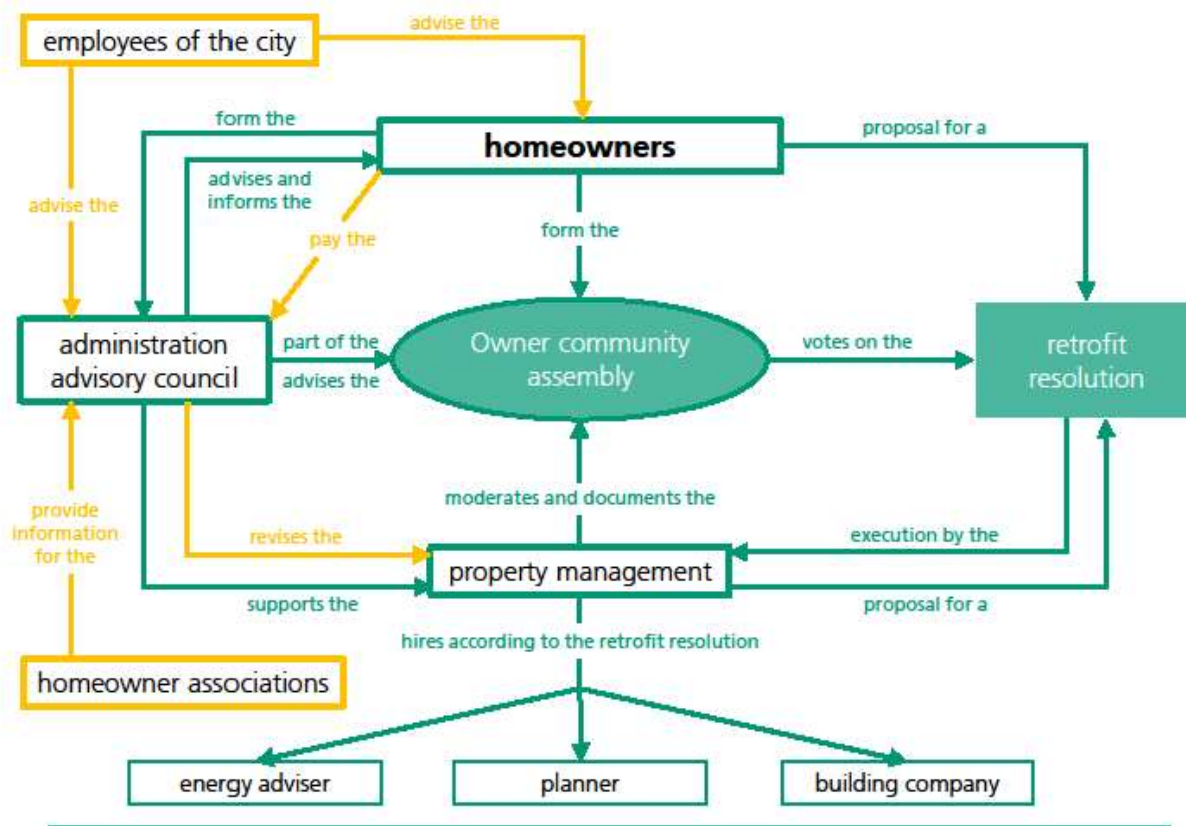 employees of the city
advise the
form the
homeowners
proposal for a
advises and
informs the
advise the
pay the
form the
administration
advisory council
part of the
advises the
Owner community
assembly
votes on the
retrofit
resolution
provide
information
for the
moderates and documents the
revises the
execution by the
property management
supports the
proposal for a
hires according to the retrofit resolution
homeowner associations
energy adviser
planner
building company